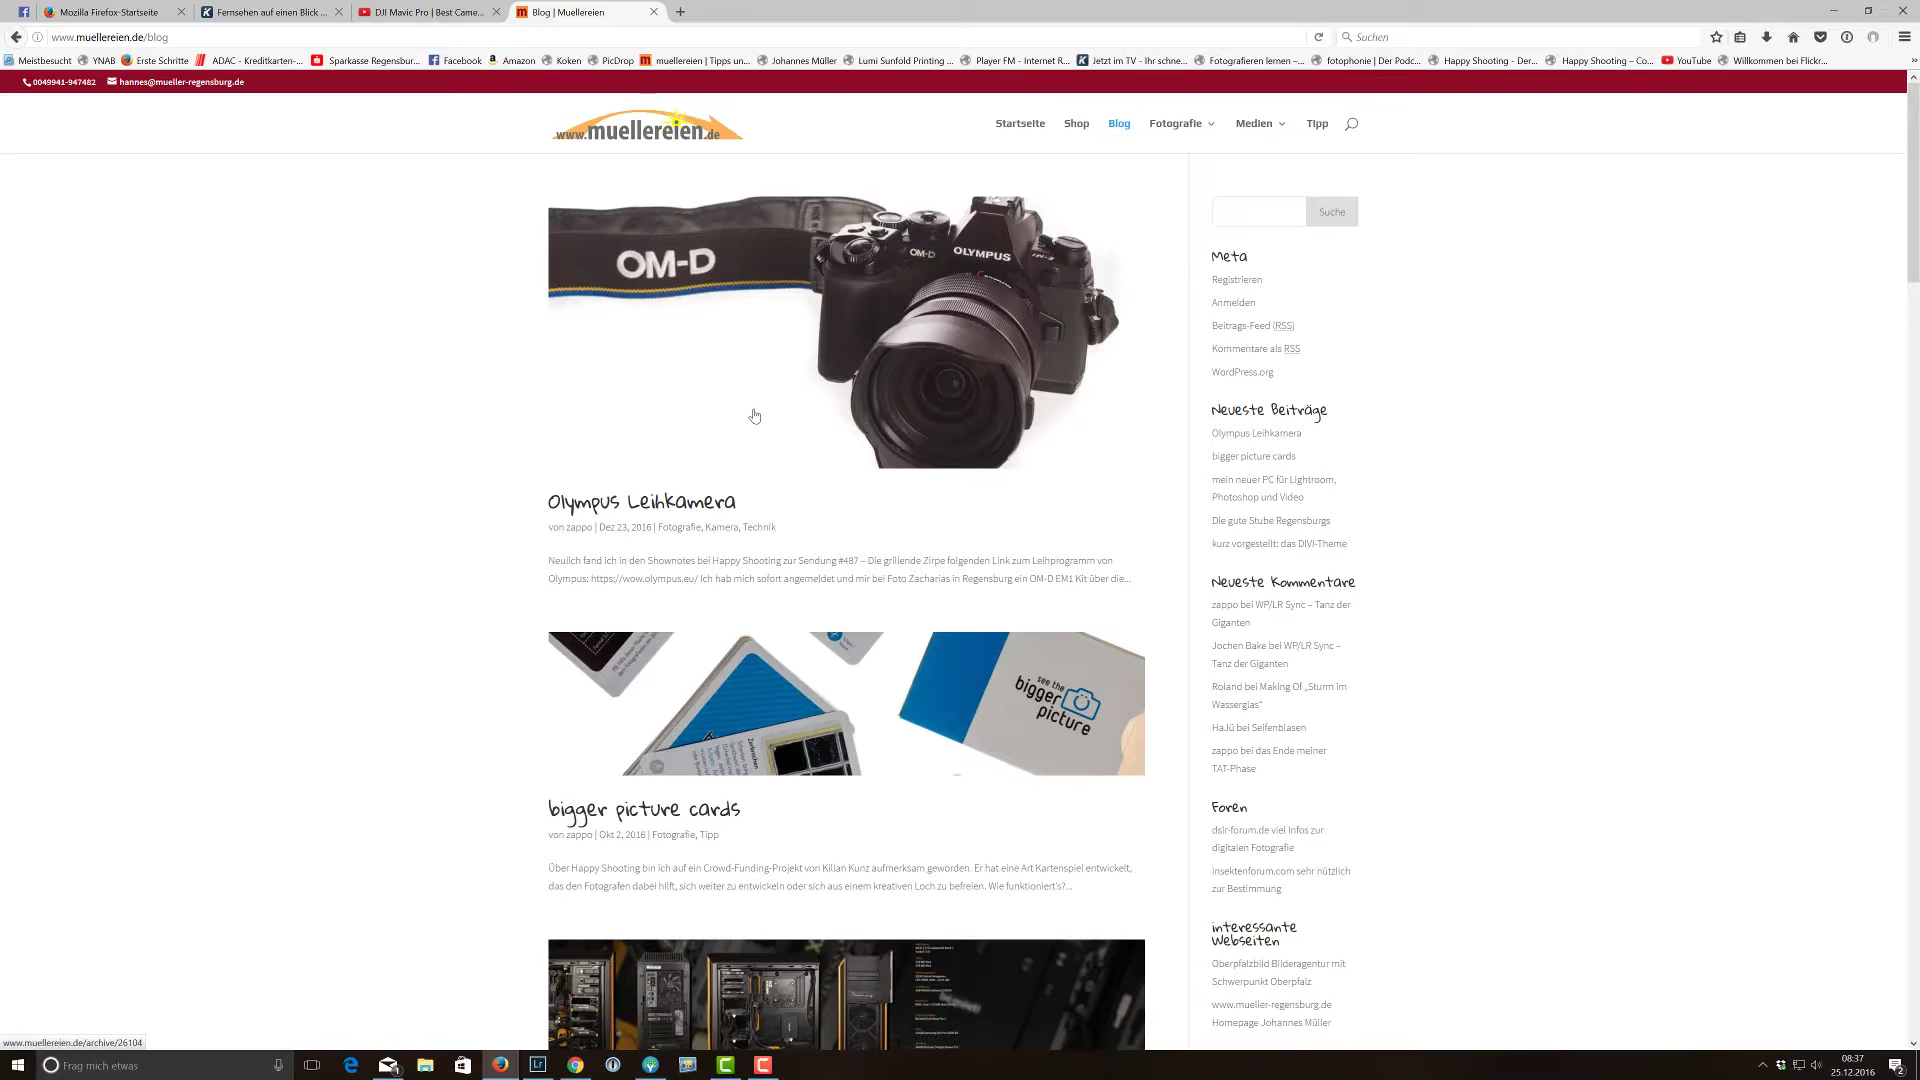 Mozilla Firefox-Startseite
Fernsehen auf einen Blick ...
DJI Mavic Pro | Best Came...
Blog | Muellereien
www.muellereien.de/blog
Suchen
Meistbesucht
YNAB
Erste Schritte
ADAC - Kreditkarten-...
Sparkasse Regensbur...
Facebook
Amazon
Koken
PicDrop
muellereien | Tipps un...
Johannes Müller
Lumi Sunfold Printing ...
Player FM - Internet R...
Jetzt im TV - Ihr schne...
Fotografieren lernen –...
fotophonie | Der Podc...
Happy Shooting - Der...
Happy Shooting – Co...
YouTube
Willkommen bei Flickr...
0049941-947482
hannes@mueller-regensburg.de
www.muellereien.de
Startseite
Shop
Blog
Fotografie
Medien
Tipp
OM-D
OM-D
OLYMPUS
E-M1
Olympus Leihkamera
von zappo | Dez 23, 2016 | Fotografie, Kamera, Technik
Neulich fand ich in den Shownotes bei Happy Shooting zur Sendung #487 – Die grillende Zirpe folgenden Link zum Leihprogramm von
Olympus: https://wow.olympus.eu/ Ich hab mich sofort angemeldet und mir bei Foto Zacharias in Regensburg ein OM-D EM1 Kit über die...
see the
bigger
picture
Zerbrochen
bigger picture cards
von zappo | Okt 2, 2016 | Fotografie, Tipp
Über Happy Shooting bin ich auf ein Crowd-Funding-Projekt von Kilian Kunz aufmerksam geworden. Er hat eine Art Kartenspiel entwickelt,
das den Fotografen dabei hilft, sich weiter zu entwickeln oder sich aus einem kreativen Loch zu befreien. Wie funktioniert's?...
Suche
Meta
Registrieren
Anmelden
Beitrags-Feed (RSS)
Kommentare als RSS
WordPress.org
Neueste Beiträge
Olympus Leihkamera
bigger picture cards
mein neuer PC für Lightroom,
Photoshop und Video
Die gute Stube Regensburgs
kurz vorgestellt: das DIVI-Theme
Neueste Kommentare
zappo bei WP/LR Sync – Tanz der
Giganten
Jochen Bake bei WP/LR Sync –
Tanz der Giganten
Roland bei Making Of „Sturm im
Wasserglas"
HaJü bei Seifenblasen
zappo bei das Ende meiner
TAT-Phase
Foren
dslr-forum.de viel Infos zur
digitalen Fotografie
insektenforum.com sehr nützlich
zur Bestimmung
interessante
Webseiten
Oberpfalzbild Bilderagentur mit
Schwerpunkt Oberpfalz
www.mueller-regensburg.de
Homepage Johannes Müller
www.muellereien.de/archive/26104
Frag mich etwas
Lr
08:37
25.12.2016